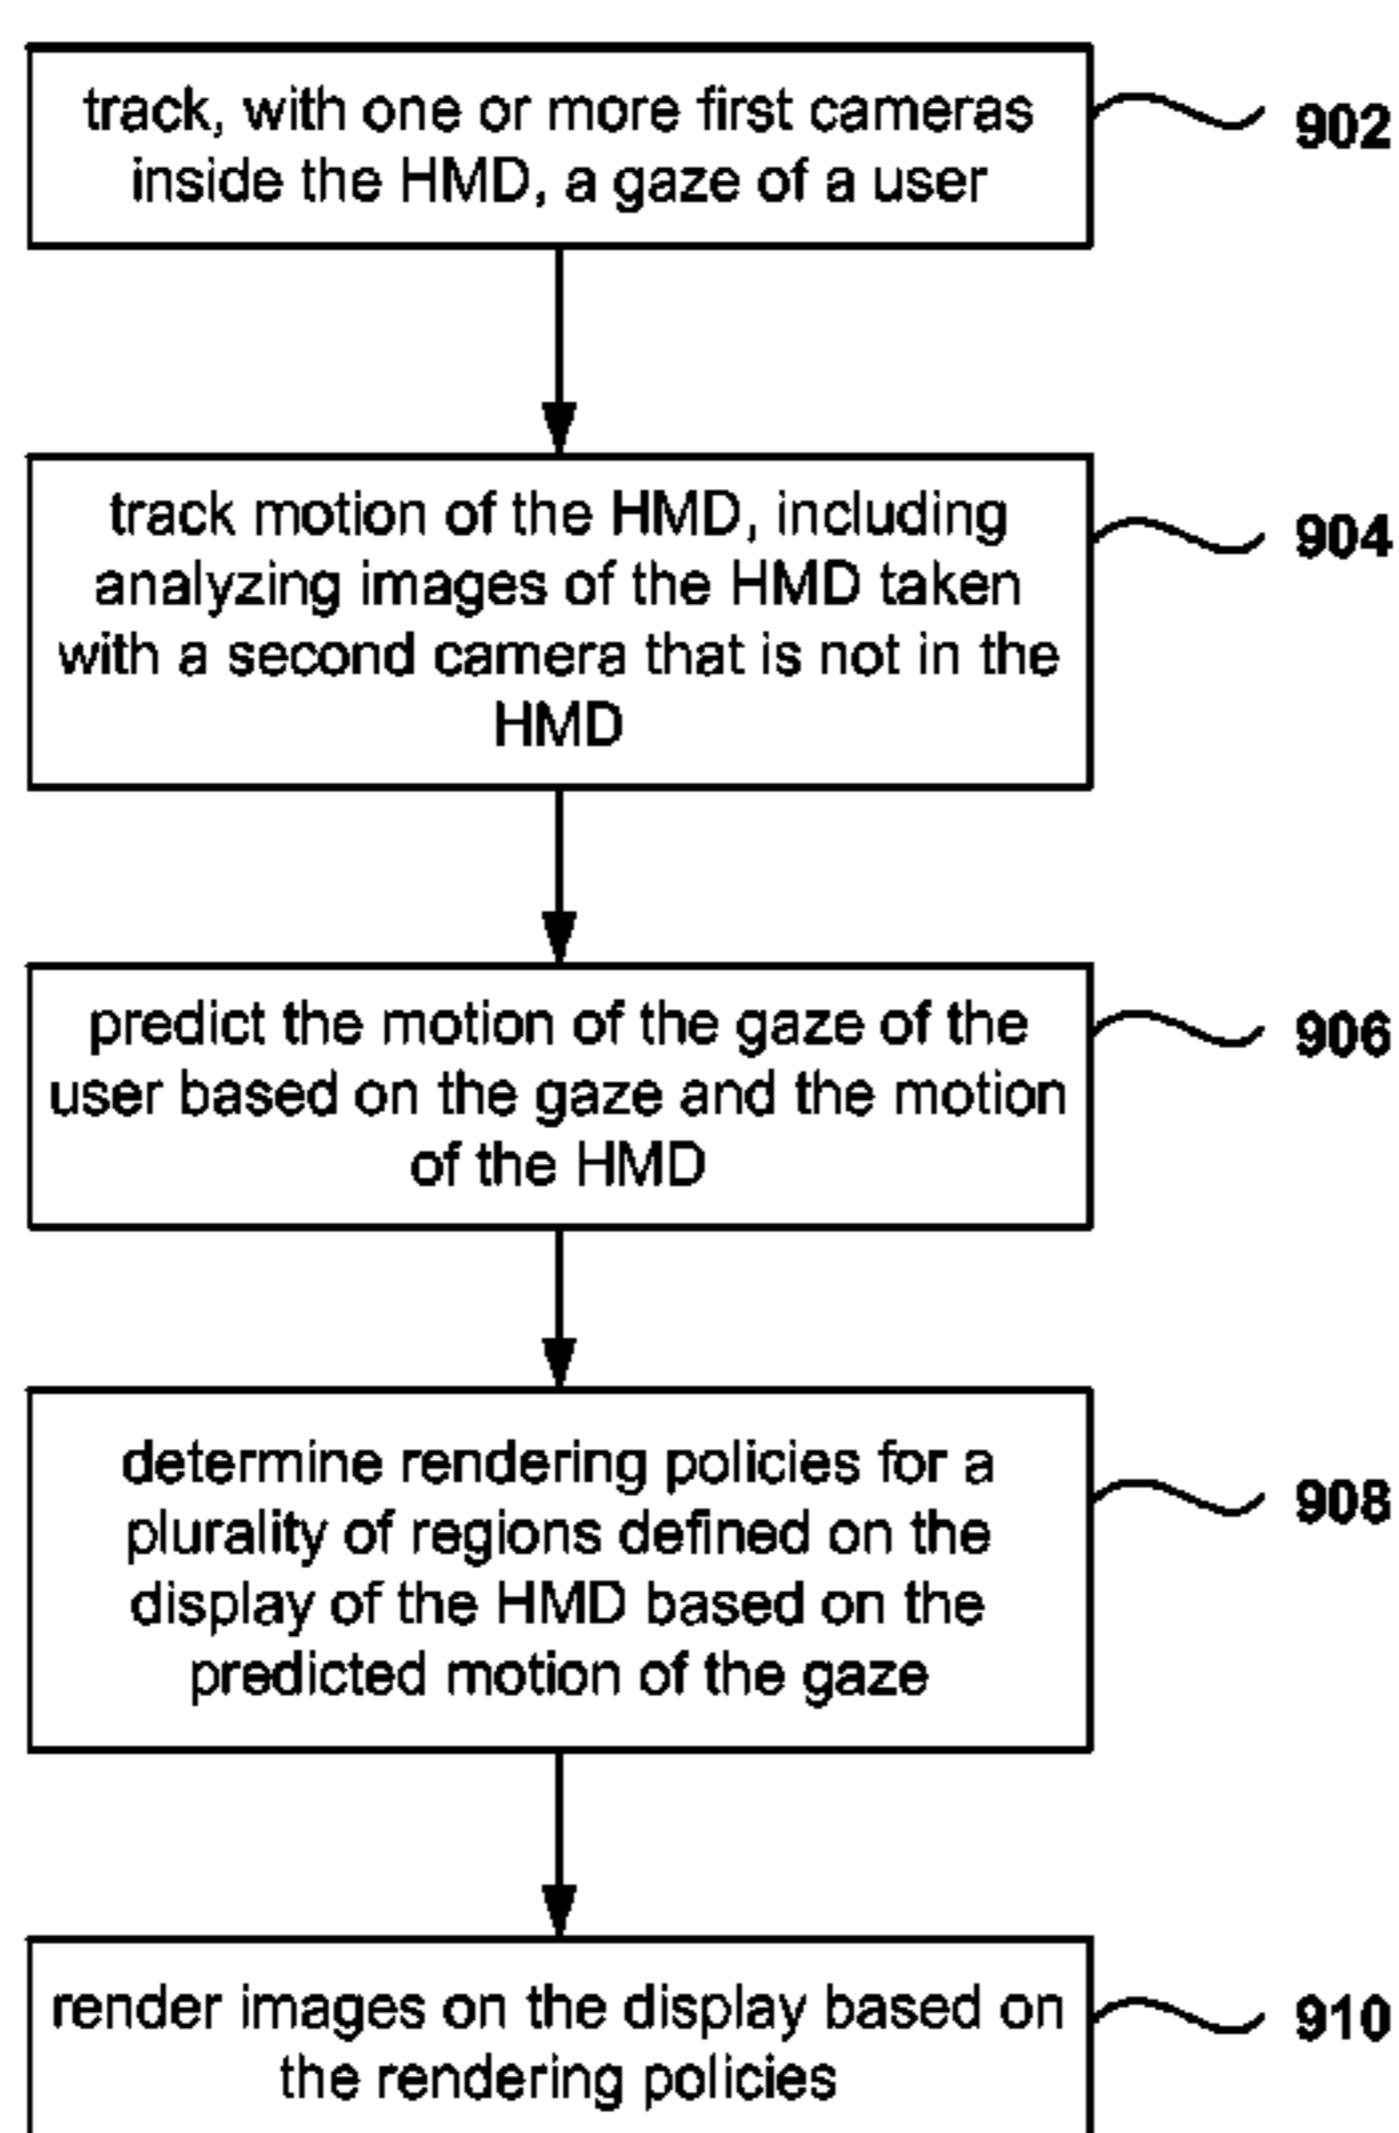 track, with one or more first cameras
inside the HMD, a gaze of a user
902
track motion of the HMD, including
analyzing images of the HMD taken
with a second camera that is not in the
HMD
904
predict the motion of the gaze of the
user based on the gaze and the motion
of the HMD
906
determine rendering policies for a
plurality of regions defined on the
display of the HMD based on the
predicted motion of the gaze
908
render images on the display based on
the rendering policies
910